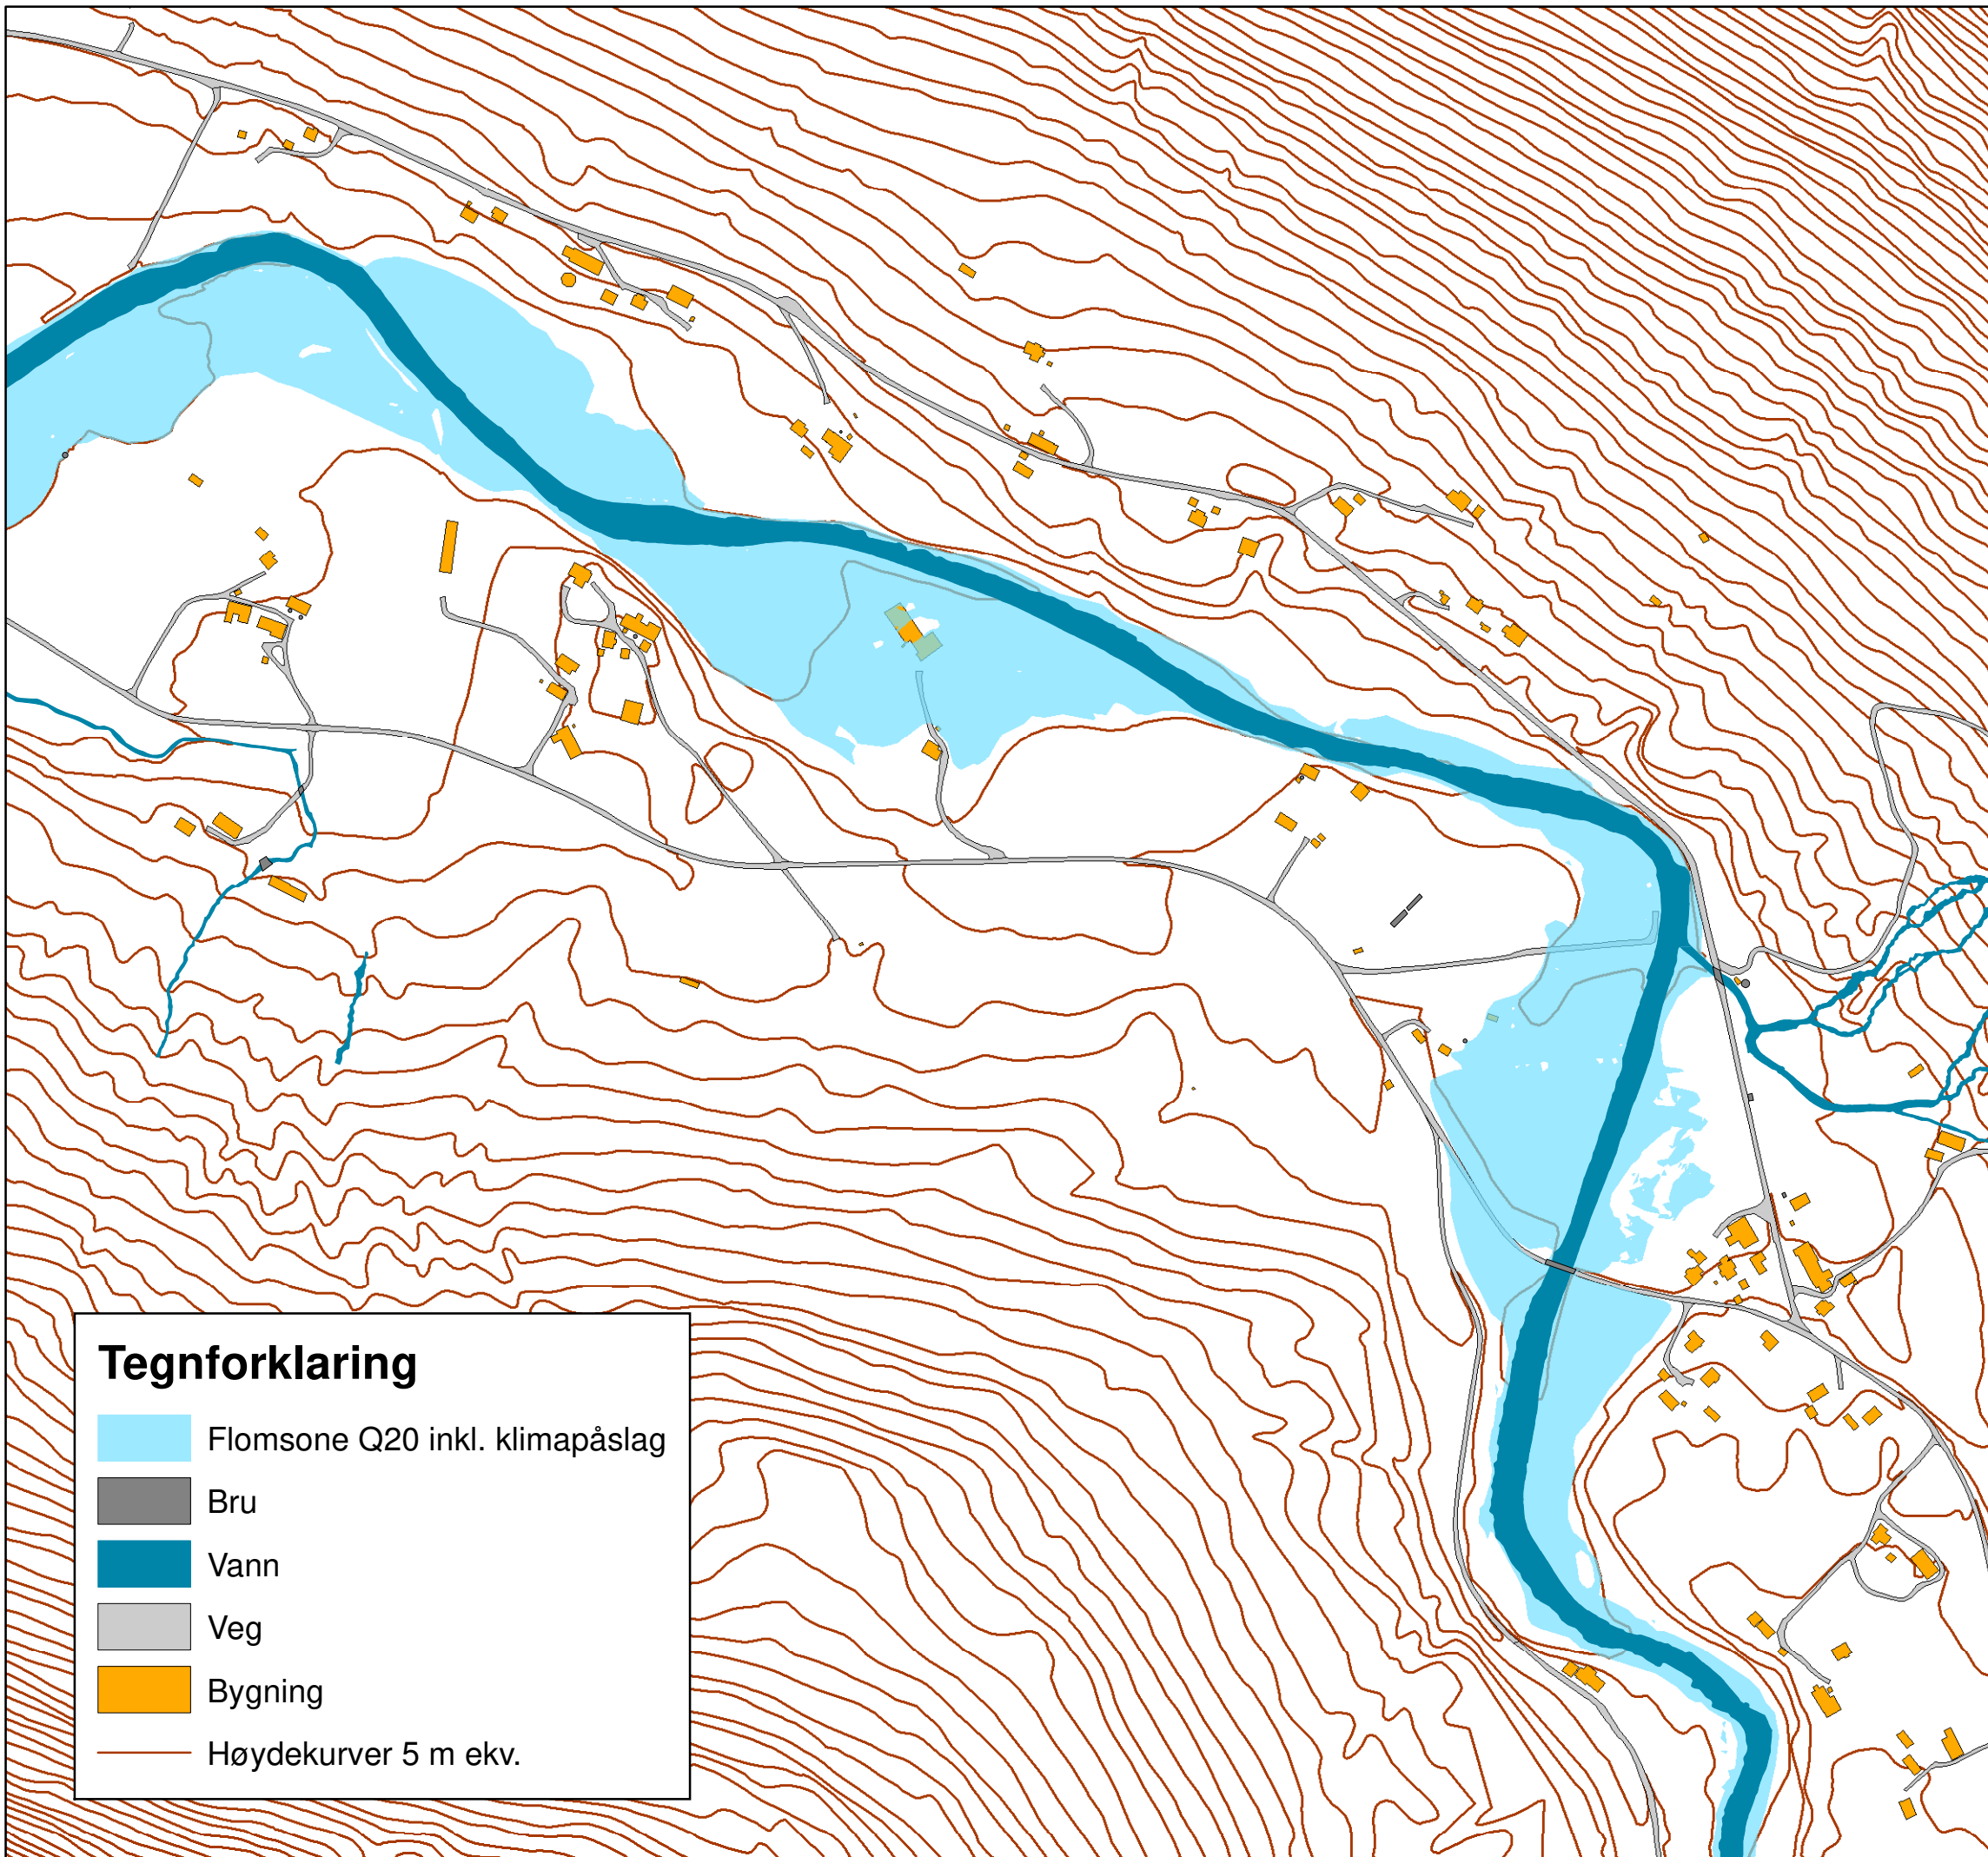 Tegnforklaring
Flomsone Q20 inkl. klimapåslag
Bru
Vann
Veg
Bygning
Høydekurver 5 m ekv.